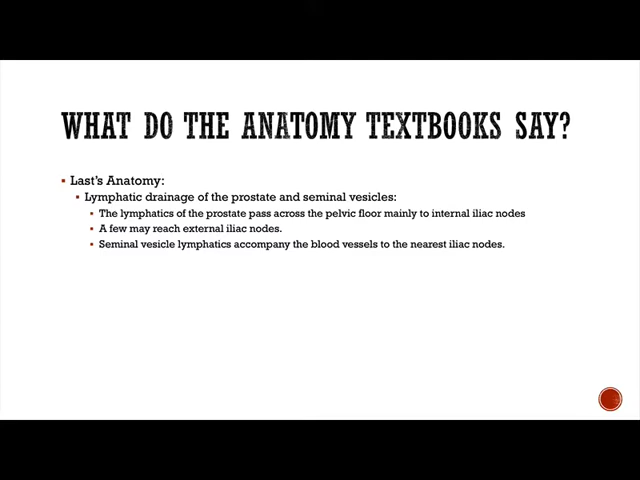 WHAT DO THE ANATOMY TEXTBOOKS SAY?
Last's Anatomy:
Lymphatic drainage of the prostate and seminal vesicles:
The lymphatics of the prostate pass across the pelvic floor mainly to internal iliac nodes
A few may reach external iliac nodes.
Seminal vesicle lymphatics accompany the blood vessels to the nearest iliac nodes.